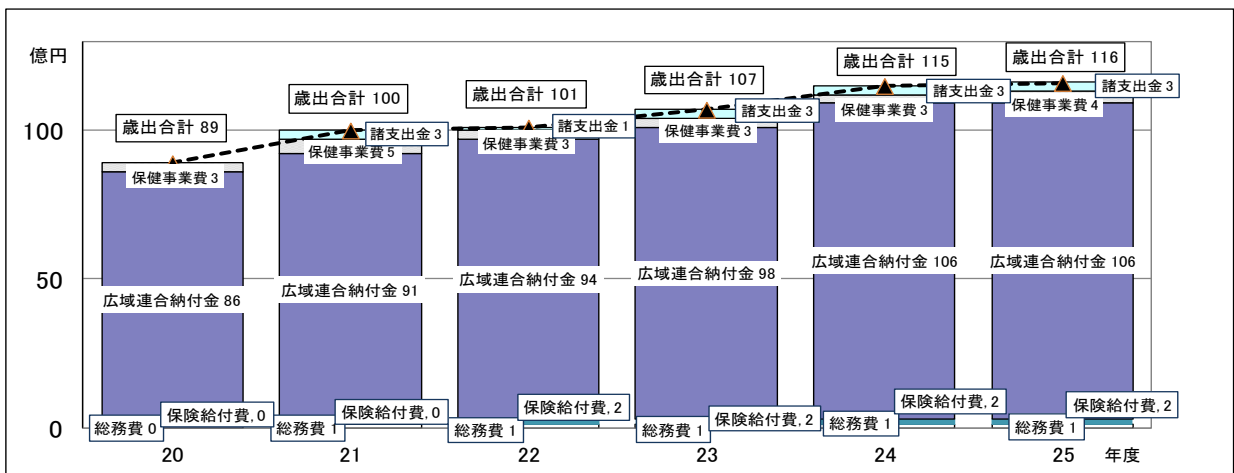 億円
100
50
0
歳出合計 89
保健事業費 3
広域連合納付金 86
総務費 0
保険給付費, 0
20
歳出合計 100
諸支出金 3
保健事業費 5
広域連合納付金 91
総務費 1
保険給付費, 0
21
歳出合計 101
諸支出金 1
保健事業費 3
広域連合納付金 94
総務費 1
保険給付費, 2
22
歳出合計 107
諸支出金 3
保健事業費 3
広域連合納付金 98
総務費 1
保険給付費, 2
23
歳出合計 115
諸支出金 3
保健事業費 3
広域連合納付金 106
総務費 1
保険給付費, 2
24
歳出合計 116
諸支出金 3
保健事業費 4
広域連合納付金 106
総務費 1
保険給付費, 2
25
年度